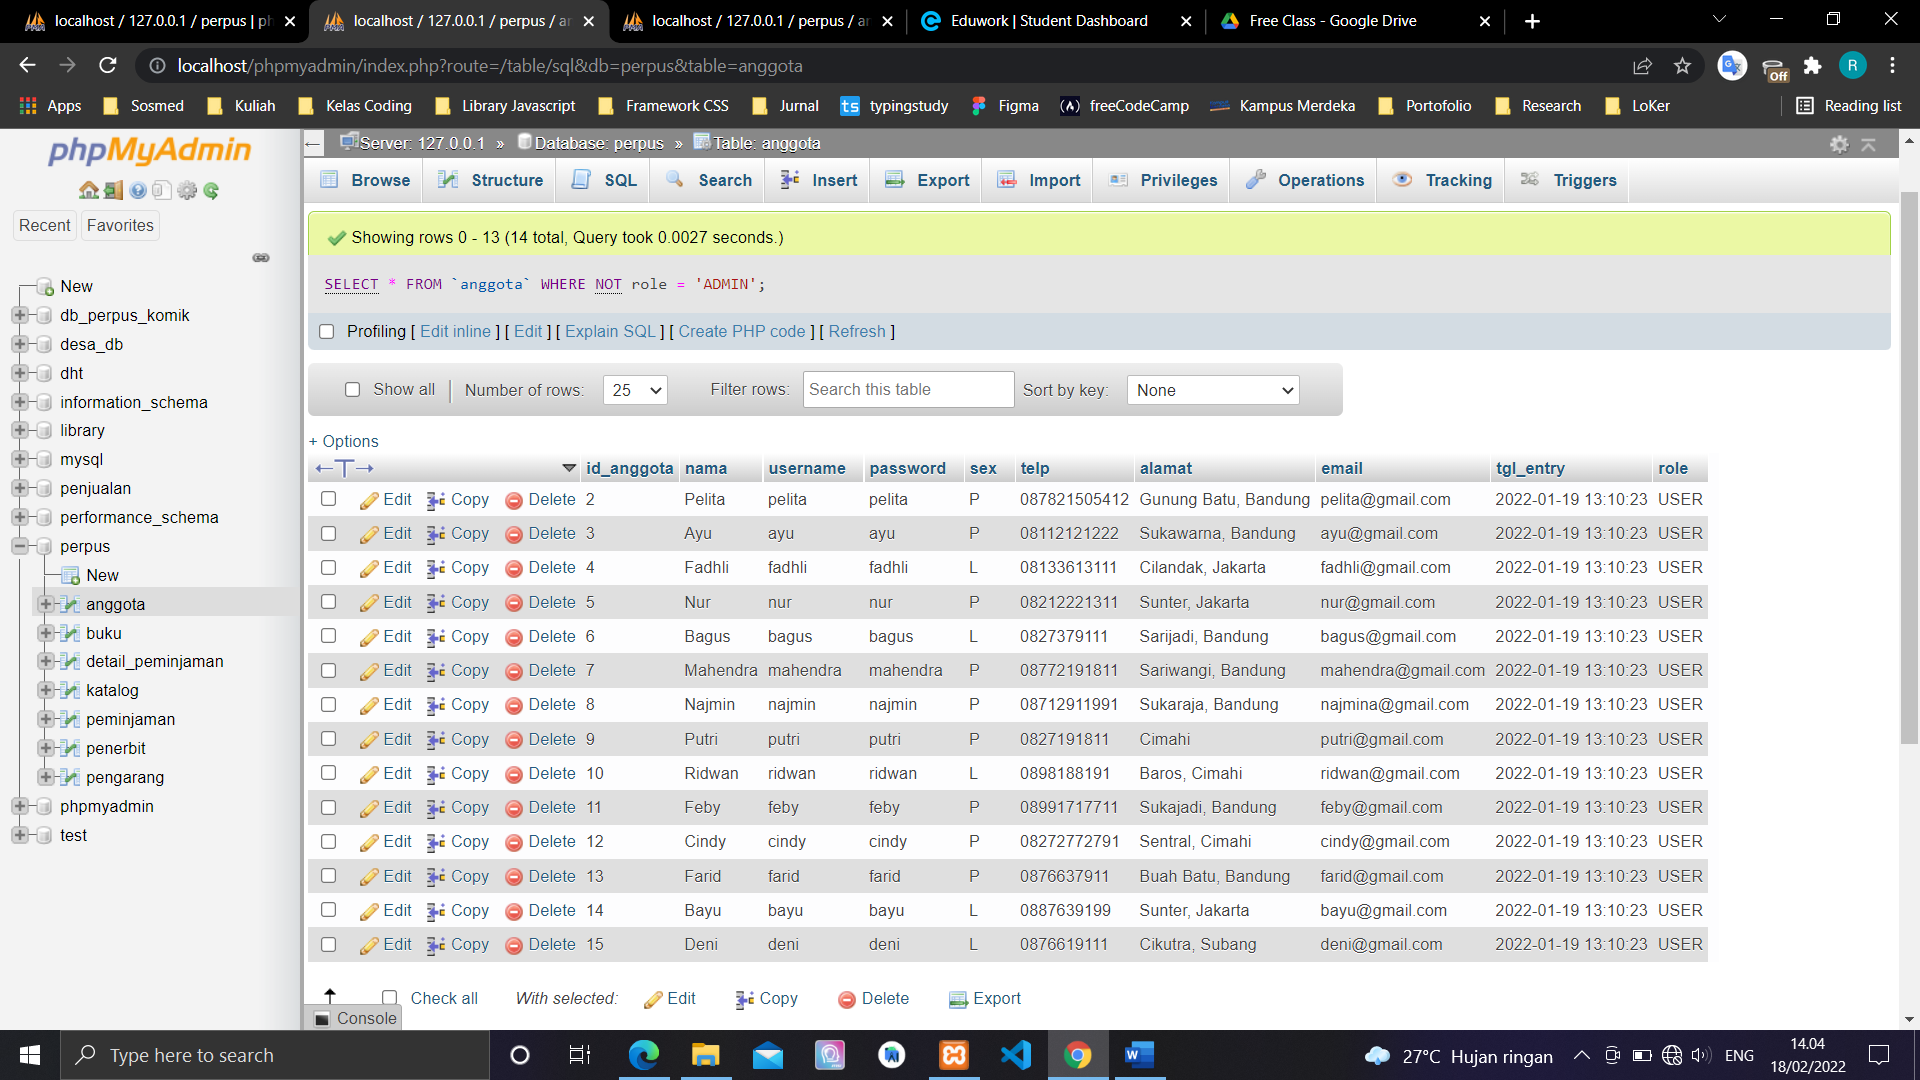 localhost / 127.0.0.1 / perpus | ph
localhost / 127.0.0.1 / perpus / an
localhost / 127.0.0.1 / perpus / an
Eduwork | Student Dashboard
Free Class - Google Drive
localhost/phpmyadmin/index.php?route=/table/sql&db=perpus&table=anggota
Off
R
Apps Sosmed Kuliah Kelas Coding Library Javascript Framework CSS Jurnal ts typingstudy Figma (A) freeCodeCamp Kampus Merdeka Portofolio Research LoKer Reading list
phpMyAdmin
Recent Favorites
New
db_perpus_komik
desa_db
dht
information_schema
library
mysql
penjualan
performance_schema
perpus
New
anggota
buku
detail_peminjaman
katalog
peminjaman
penerbit
pengarang
phpmyadmin
test
Server: 127.0.0.1 » Database: perpus » Table: anggota
Browse Structure SQL Search Insert Export Import Privileges Operations Tracking Triggers
Showing rows 0 - 13 (14 total, Query took 0.0027 seconds.)
SELECT * FROM `anggota` WHERE NOT role = 'ADMIN';
Profiling [ Edit inline ] [ Edit ] [ Explain SQL ] [ Create PHP code ] [ Refresh ]
Show all | Number of rows: 25 Filter rows: Search this table Sort by key: None
+ Options
←T→ id_anggota nama username password sex telp alamat email tgl_entry role
Edit Copy Delete 2 Pelita pelita pelita P 087821505412 Gunung Batu, Bandung pelita@gmail.com 2022-01-19 13:10:23 USER
Edit Copy Delete 3 Ayu ayu ayu P 08112121222 Sukawarna, Bandung ayu@gmail.com 2022-01-19 13:10:23 USER
Edit Copy Delete 4 Fadhli fadhli fadhli L 08133613111 Cilandak, Jakarta fadhli@gmail.com 2022-01-19 13:10:23 USER
Edit Copy Delete 5 Nur nur nur P 08212221311 Sunter, Jakarta nur@gmail.com 2022-01-19 13:10:23 USER
Edit Copy Delete 6 Bagus bagus bagus L 0827379111 Sarijadi, Bandung bagus@gmail.com 2022-01-19 13:10:23 USER
Edit Copy Delete 7 Mahendra mahendra mahendra P 08772191811 Sariwangi, Bandung mahendra@gmail.com 2022-01-19 13:10:23 USER
Edit Copy Delete 8 Najmin najmin najmin P 08712911991 Sukaraja, Bandung najmina@gmail.com 2022-01-19 13:10:23 USER
Edit Copy Delete 9 Putri putri putri P 0827191811 Cimahi putri@gmail.com 2022-01-19 13:10:23 USER
Edit Copy Delete 10 Ridwan ridwan ridwan L 0898188191 Baros, Cimahi ridwan@gmail.com 2022-01-19 13:10:23 USER
Edit Copy Delete 11 Feby feby feby P 08991717711 Sukajadi, Bandung feby@gmail.com 2022-01-19 13:10:23 USER
Edit Copy Delete 12 Cindy cindy cindy P 08272772791 Sentral, Cimahi cindy@gmail.com 2022-01-19 13:10:23 USER
Edit Copy Delete 13 Farid farid farid P 0876637911 Buah Batu, Bandung farid@gmail.com 2022-01-19 13:10:23 USER
Edit Copy Delete 14 Bayu bayu bayu L 0887639199 Sunter, Jakarta bayu@gmail.com 2022-01-19 13:10:23 USER
Edit Copy Delete 15 Deni deni deni L 0876619111 Cikutra, Subang deni@gmail.com 2022-01-19 13:10:23 USER
Check all With selected: Edit Copy Delete Export
Console
Type here to search
27°C Hujan ringan
ENG
14.04
18/02/2022